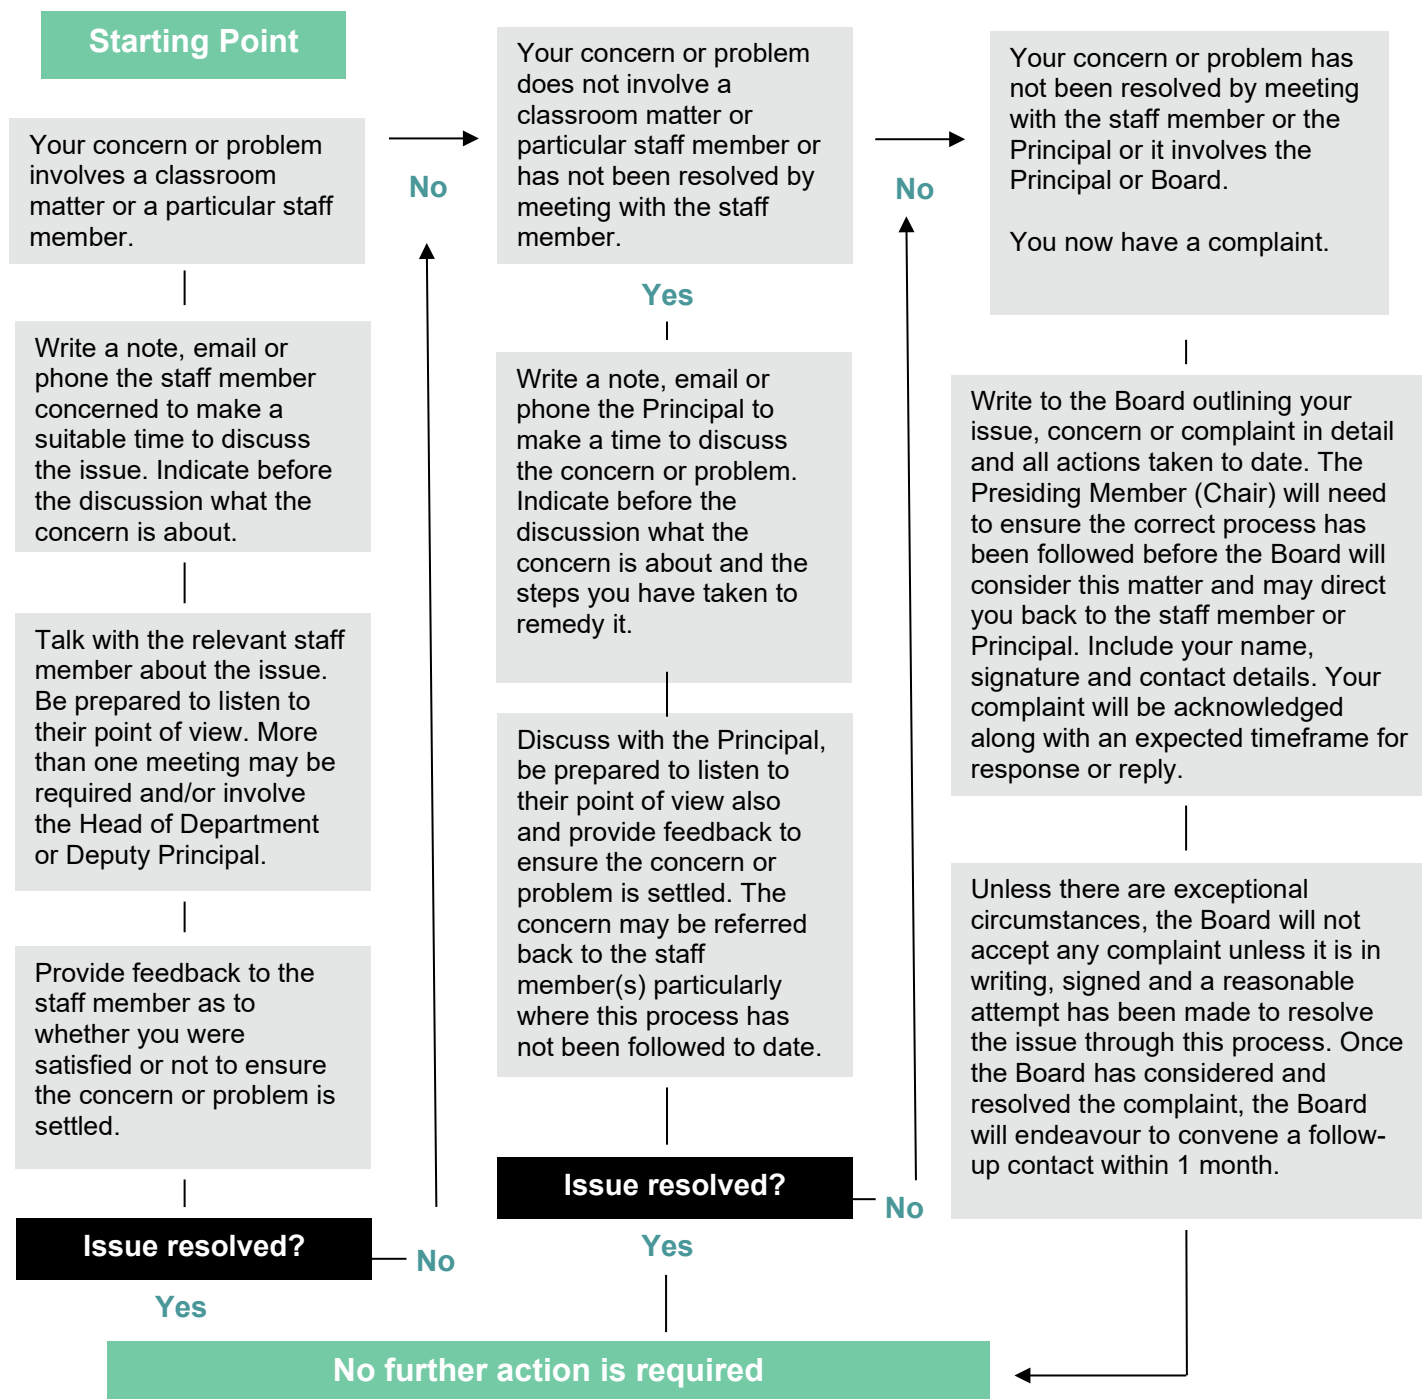 Starting Point
Your concern or problem
involves a classroom
matter or a particular staff
member.
Write a note, email or
phone the staff member
concerned to make a
suitable time to discuss
the issue. Indicate before
the discussion what the
concern is about.
Talk with the relevant staff
member about the issue.
Be prepared to listen to
their point of view. More
than one meeting may be
required and/or involve
the Head of Department
or Deputy Principal.
Provide feedback to the
staff member as to
whether you were
satisfied or not to ensure
the concern or problem is
settled.
Issue resolved?
No
Yes
No
Your concern or problem
does not involve a
classroom matter or
particular staff member or
has not been resolved by
meeting with the staff
member.
Yes
Write a note, email or
phone the Principal to
make a time to discuss
the concern or problem.
Indicate before the
discussion what the
concern is about and the
steps you have taken to
remedy it.
Discuss with the Principal,
be prepared to listen to
their point of view also
and provide feedback to
ensure the concern or
problem is settled. The
concern may be referred
back to the staff
member(s) particularly
where this process has
not been followed to date.
Issue resolved?
No
Yes
No
Your concern or problem has
not been resolved by meeting
with the staff member or the
Principal or it involves the
Principal or Board.
You now have a complaint.
Write to the Board outlining your
issue, concern or complaint in detail
and all actions taken to date. The
Presiding Member (Chair) will need
to ensure the correct process has
been followed before the Board will
consider this matter and may direct
you back to the staff member or
Principal. Include your name,
signature and contact details. Your
complaint will be acknowledged
along with an expected timeframe for
response or reply.
Unless there are exceptional
circumstances, the Board will not
accept any complaint unless it is in
writing, signed and a reasonable
attempt has been made to resolve
the issue through this process. Once
the Board has considered and
resolved the complaint, the Board
will endeavour to convene a follow-
up contact within 1 month.
No further action is required